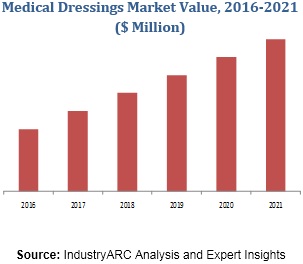 Medical Dressings Market Value, 2016-2021
($ Million)
2016 2017 2018 2019 2020 2021
Source: IndustryARC Analysis and Expert Insights